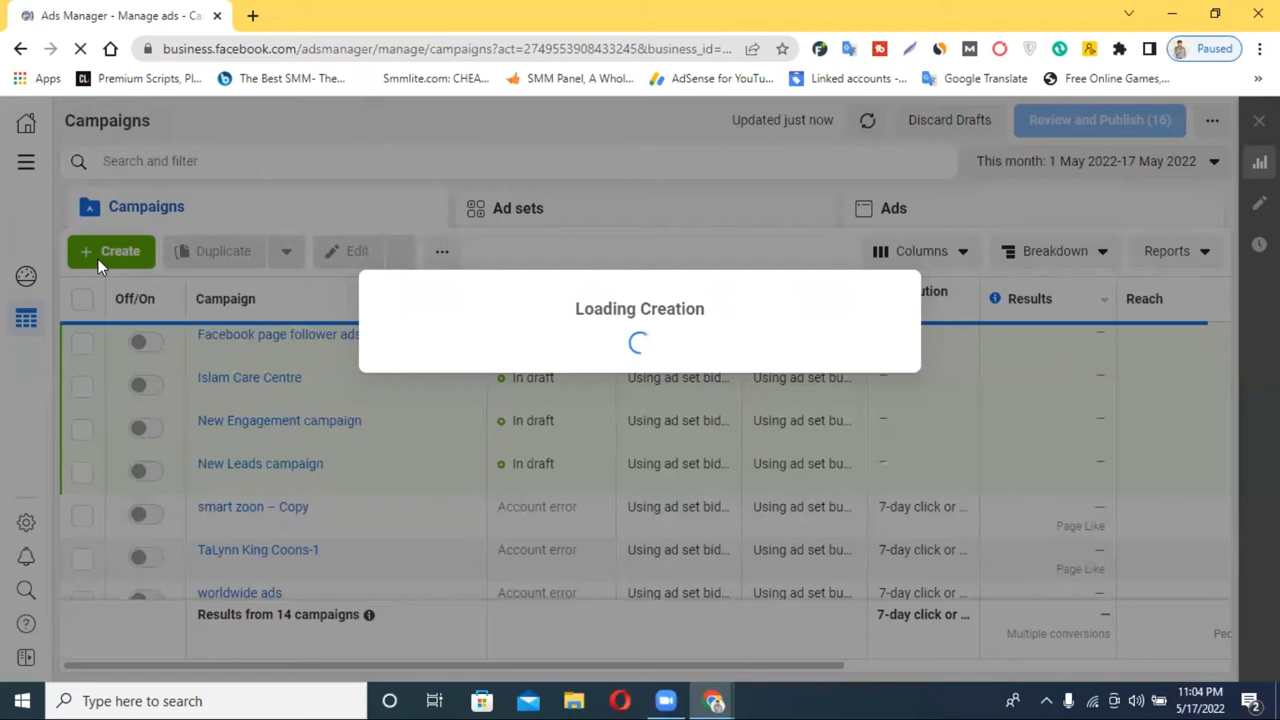 Ads Manager - Manage ads - Ca
business.facebook.com/adsmanager/manage/campaigns?act=2749553908433245&business_id=...
Paused
Apps
Premium Scripts, Pl...
The Best SMM- The...
Smmlite.com: CHEA...
SMM Panel, A Whol...
AdSense for YouTu...
Linked accounts -...
Google Translate
Free Online Games,...
»
Campaigns
Updated just now
Discard Drafts
Review and Publish (16)
Search and filter
This month: 1 May 2022-17 May 2022
Campaigns
Ad sets
Ads
+ Create
Duplicate
Edit
Columns
Breakdown
Reports
Off/On
Campaign
Results
Reach
Loading Creation
Facebook page follower ads
Islam Care Centre
In draft
Using ad set bid...
Using ad set bu...
New Engagement campaign
In draft
Using ad set bid...
Using ad set bu...
New Leads campaign
In draft
Using ad set bid...
Using ad set bu...
smart zoon – Copy
Account error
Using ad set bid...
Using ad set bu...
7-day click or ...
Page Like
TaLynn King Coons-1
Account error
Using ad set bid...
Using ad set bu...
7-day click or ...
Page Like
worldwide ads
Account error
Using ad set bid...
Using ad set bu...
7-day click or ...
Results from 14 campaigns
7-day click or ...
Multiple conversions
Type here to search
11:04 PM
5/17/2022
2